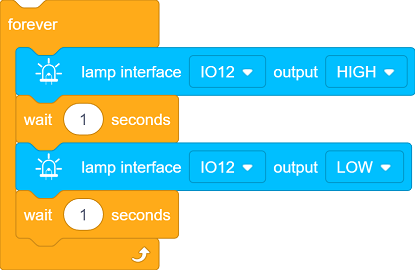 forever
lamp interface IO12 output HIGH
wait 1 seconds
lamp interface IO12 output LOW
wait 1 seconds